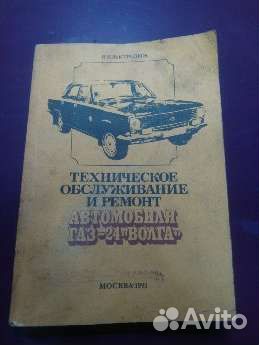 ТЕХНИЧЕСКОЕ
ОБСЛУЖИВАНИЕ
И РЕМОНТ
АВТОМОБИЛЯ
ГАЗ-24 "ВОЛГА"
МОСКВА
Avito